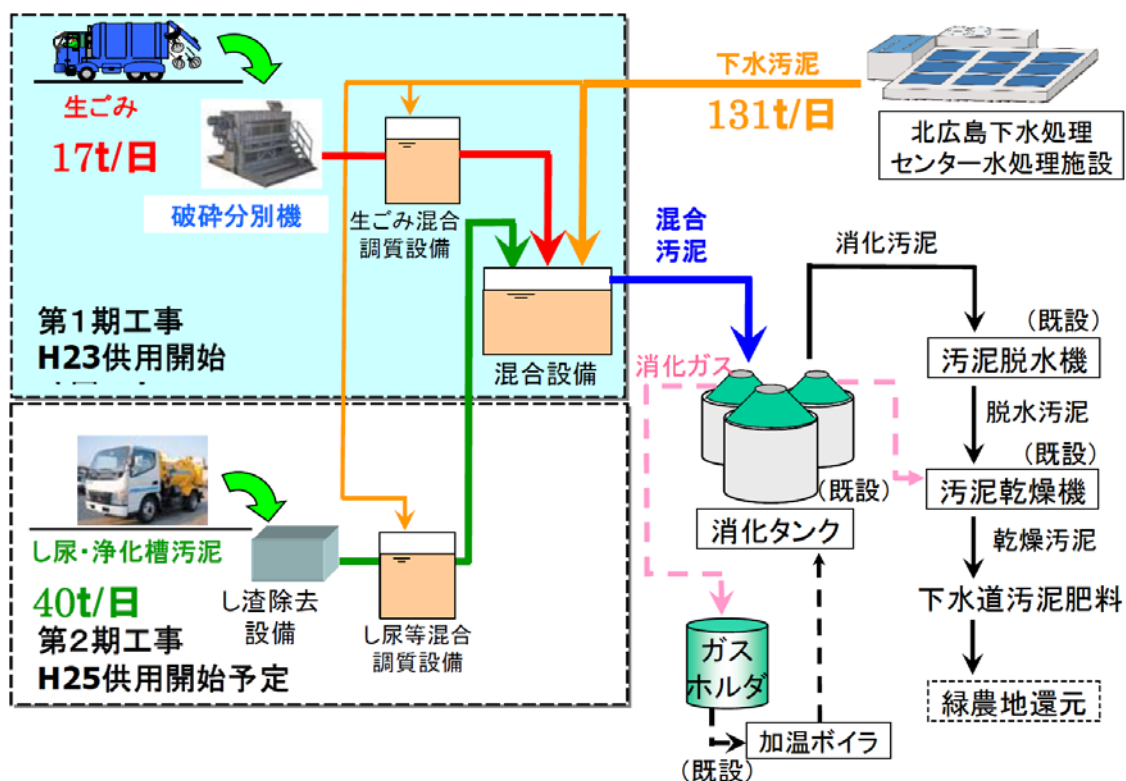 生ごみ
17t/日
破砕分別機
生ごみ混合
調質設備
第1期工事
H23供用開始
混合設備
下水汚泥
131t/日
北広島下水処理
センター水処理施設
混合
汚泥
消化汚泥
(既設)
汚泥脱水機
脱水汚泥
(既設)
汚泥乾燥機
乾燥汚泥
下水道汚泥肥料
緑農地還元
消化ガス
(既設)
消化タンク
ガス
ホルダ
(既設)
加温ボイラ
し尿・浄化槽汚泥
40t/日
し渣除去
設備
し尿等混合
調質設備
第2期工事
H25供用開始予定